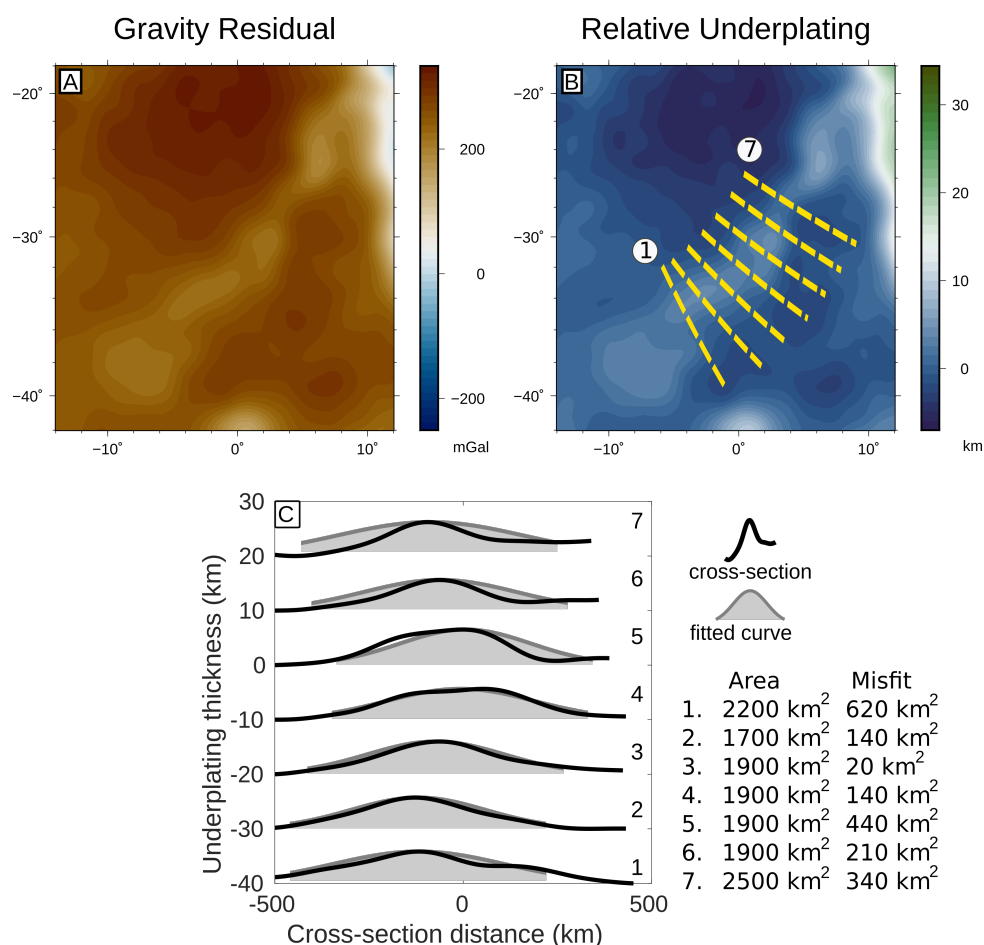 Gravity Residual
Relative Underplating
A
B
−20˚
−30˚
−40˚
−10˚
0˚
10˚
200
0
−200
mGal
−20˚
−30˚
−40˚
−10˚
0˚
10˚
7
1
30
20
10
0
km
C
Underplating thickness (km)
30
20
10
0
-10
-20
-30
-40
7
6
5
4
3
2
1
-500
0
500
Cross-section distance (km)
cross-section
fitted curve
Area Misfit
1. 2200 km² 620 km²
2. 1700 km² 140 km²
3. 1900 km² 20 km²
4. 1900 km² 140 km²
5. 1900 km² 440 km²
6. 1900 km² 210 km²
7. 2500 km² 340 km²